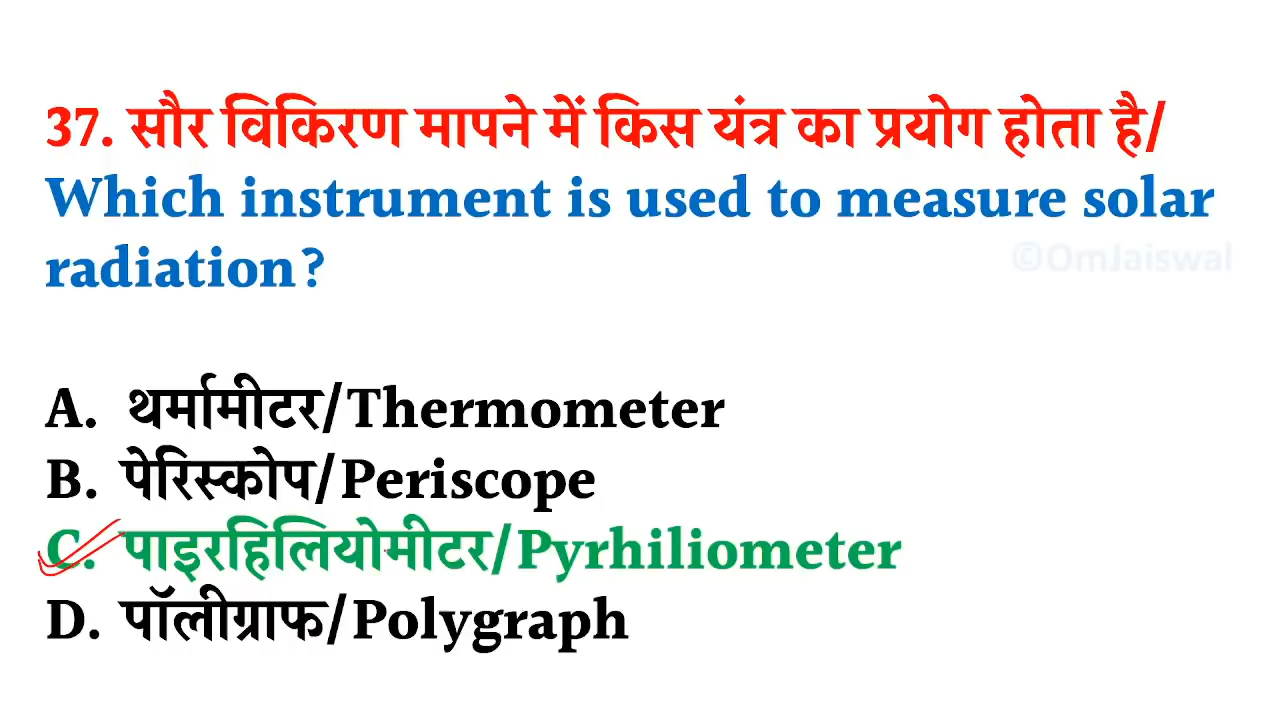 37. सौर विकिरण मापने में किस यंत्र का प्रयोग होता है/
Which instrument is used to measure solar
radiation?
©OmJaiswal
A. थर्मामीटर/Thermometer
B. पेरिस्कोप/Periscope
C. पाइरहिलियोमीटर/Pyrhiliometer
D. पॉलीग्राफ/Polygraph